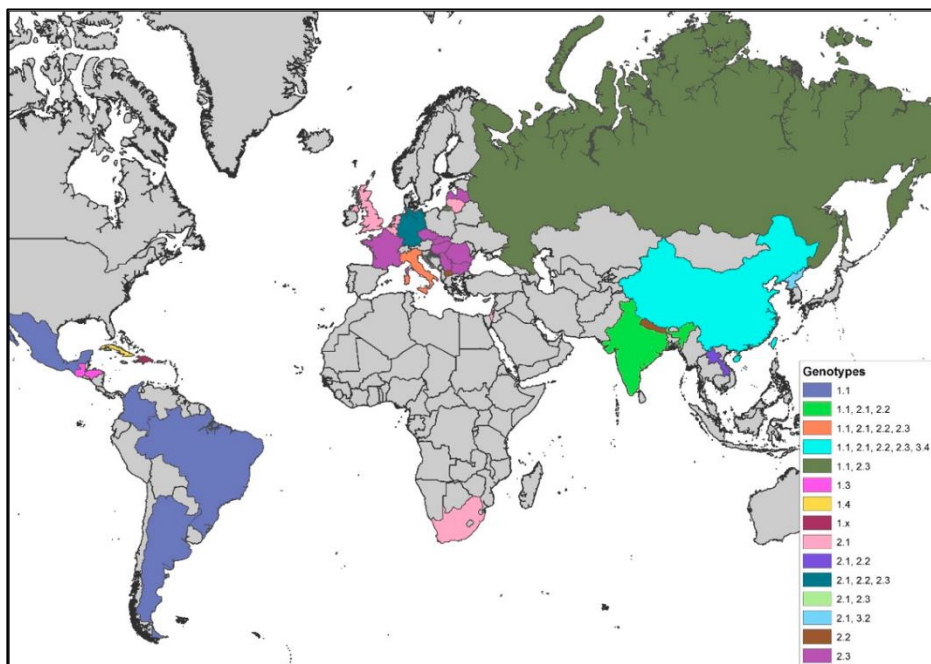 Genotypes
1.1
1.1, 2.1, 2.2
1.1, 2.1, 2.2, 2.3
1.1, 2.1, 2.2, 2.3, 3.4
1.1, 2.3
1.3
1.4
1.x
2.1
2.1, 2.2
2.1, 2.2, 2.3
2.1, 2.3
2.1, 3.2
2.2
2.3